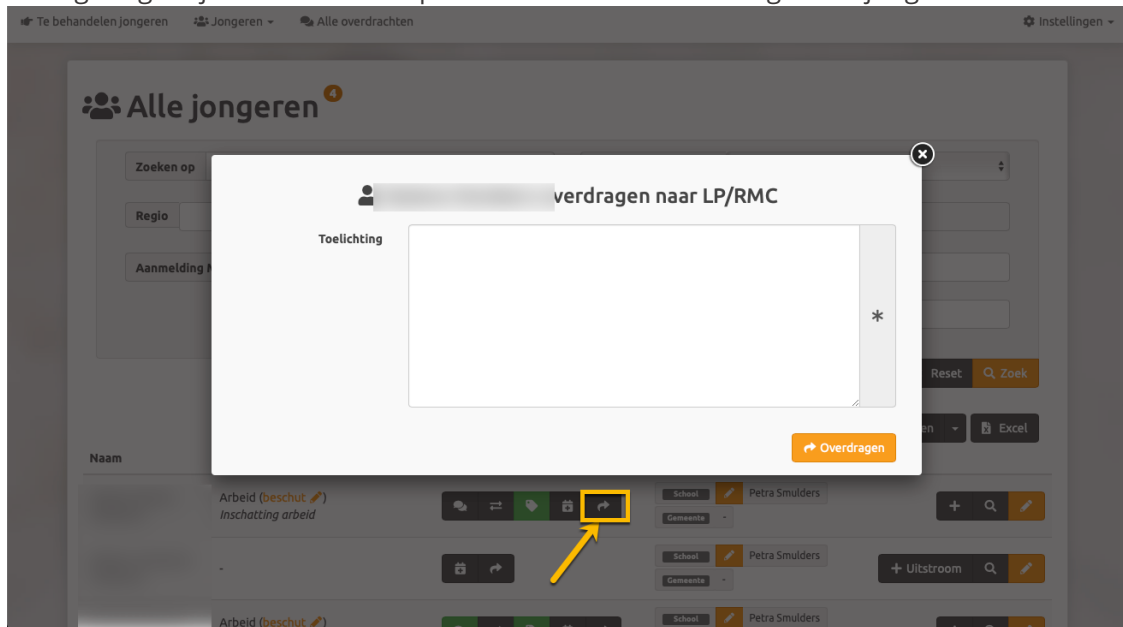 Te behandelen jongeren Jongeren Alle overdrachten Instellingen
Alle jongeren 4
Zoeken op
Regio
Aanmelding
verdragen naar LP/RMC
Toelichting
Reset Zoek
en Excel
Overdragen
Naam
Arbeid (beschut) School Petra Smulders
Inschatting arbeid Gemeente -
- School Petra Smulders
Gemeente - Uitstroom
Arbeid (beschut) School Petra Smulders